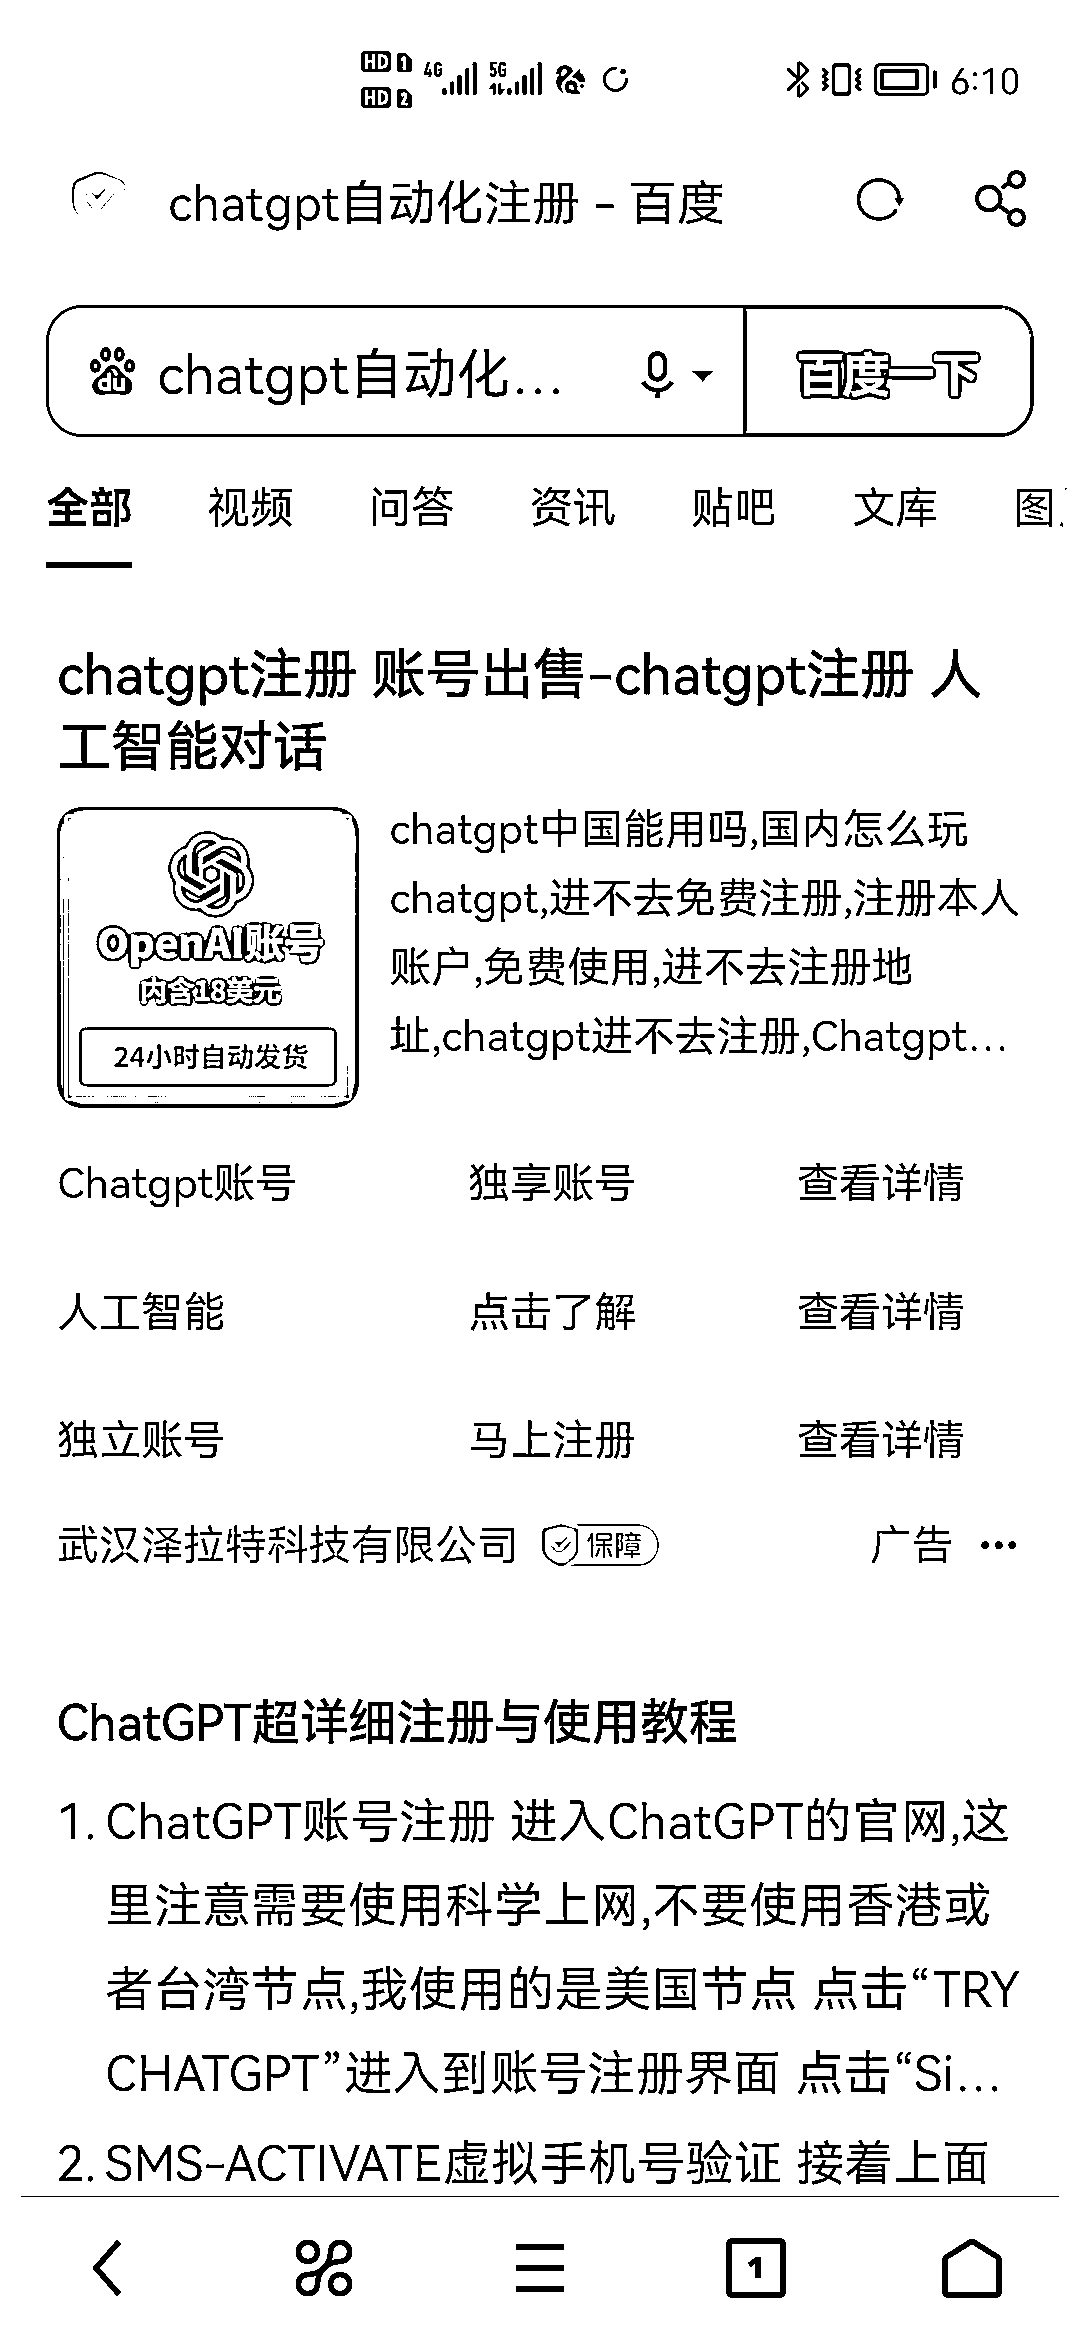 HD 1 4G 5G 6:10
HD 2
chatgpt自动化注册 - 百度
du chatgpt自动化... 百度一下
全部 视频 问答 资讯 贴吧 文库 图
chatgpt注册 账号出售-chatgpt注册 人
工智能对话
OpenAI账号
内含18美元
24小时自动发货
chatgpt中国能用吗,国内怎么玩
chatgpt,进不去免费注册,注册本人
账户,免费使用,进不去注册地
址,chatgpt进不去注册,Chatgpt...
Chatgpt账号 独享账号 查看详情
人工智能 点击了解 查看详情
独立账号 马上注册 查看详情
武汉泽拉特科技有限公司 保障 广告 •••
ChatGPT超详细注册与使用教程
1. ChatGPT账号注册 进入ChatGPT的官网,这
里注意需要使用科学上网,不要使用香港或
者台湾节点,我使用的是美国节点 点击“TRY
CHATGPT”进入到账号注册界面 点击“Si...
2. SMS-ACTIVATE虚拟手机号验证 接着上面
1